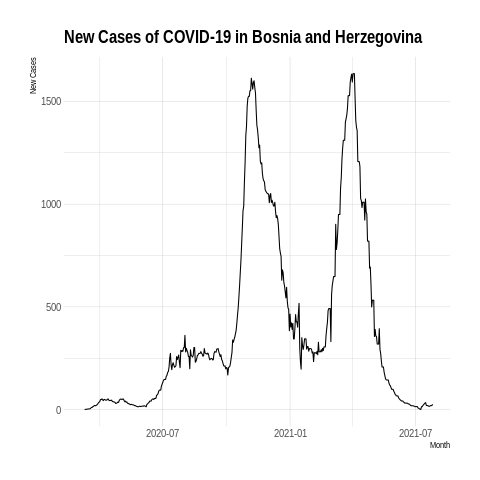 New Cases of COVID-19 in Bosnia and Herzegovina
New Cases
1500
1000
500
0
2020-07 2021-01 2021-07
Month